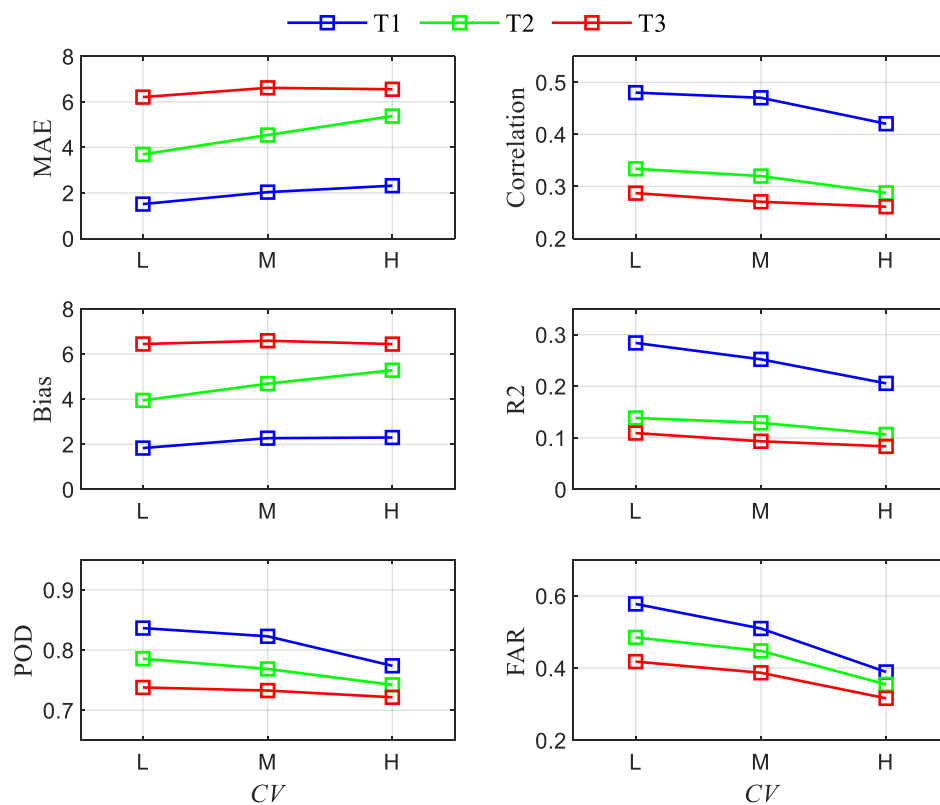 T1 T2 T3
8
6
4
2
0
MAE
L M H
0.5
0.4
0.3
0.2
Correlation
L M H
8
6
4
2
0
Bias
L M H
0.3
0.2
0.1
0
R2
L M H
0.9
0.8
0.7
POD
L M H
CV
0.6
0.4
0.2
FAR
L M H
CV